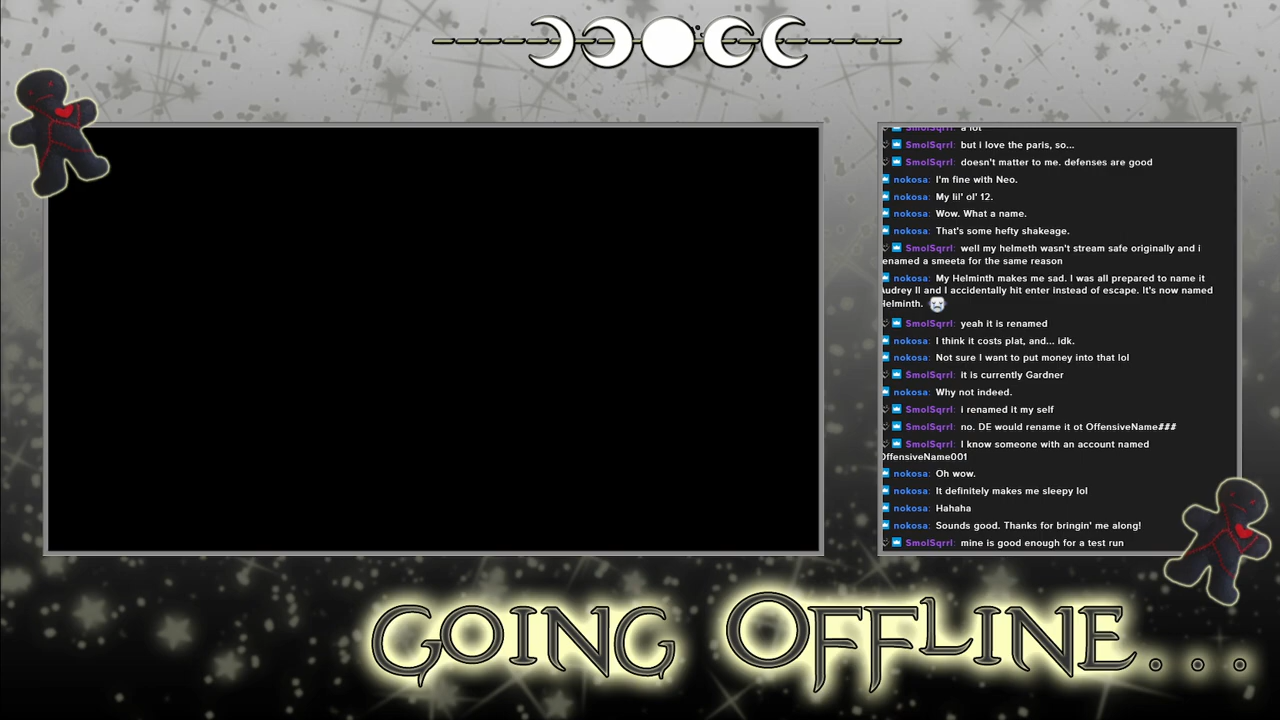 SmolSqrrl: a lot
SmolSqrrl: but i love the paris, so...
SmolSqrrl: doesn't matter to me. defenses are good
nokosa: I'm fine with Neo.
nokosa: My lil' ol' 12.
nokosa: Wow. What a name.
nokosa: That's some hefty shakeage.
SmolSqrrl: well my helmeth wasn't stream safe originally and i
enamed a smeeta for the same reason
nokosa: My Helminth makes me sad. I was all prepared to name it
Audrey II and I accidentally hit enter instead of escape. It's now named
Helminth.
SmolSqrrl: yeah it is renamed
nokosa: I think it costs plat, and... idk.
nokosa: Not sure I want to put money into that lol
SmolSqrrl: it is currently Gardner
nokosa: Why not indeed.
SmolSqrrl: i renamed it my self
SmolSqrrl: no. DE would rename it ot OffensiveName###
SmolSqrrl: I know someone with an account named
OffensiveName001
nokosa: Oh wow.
nokosa: It definitely makes me sleepy lol
nokosa: Hahaha
nokosa: Sounds good. Thanks for bringin' me along!
SmolSqrrl: mine is good enough for a test run
GOING OFFLINE...